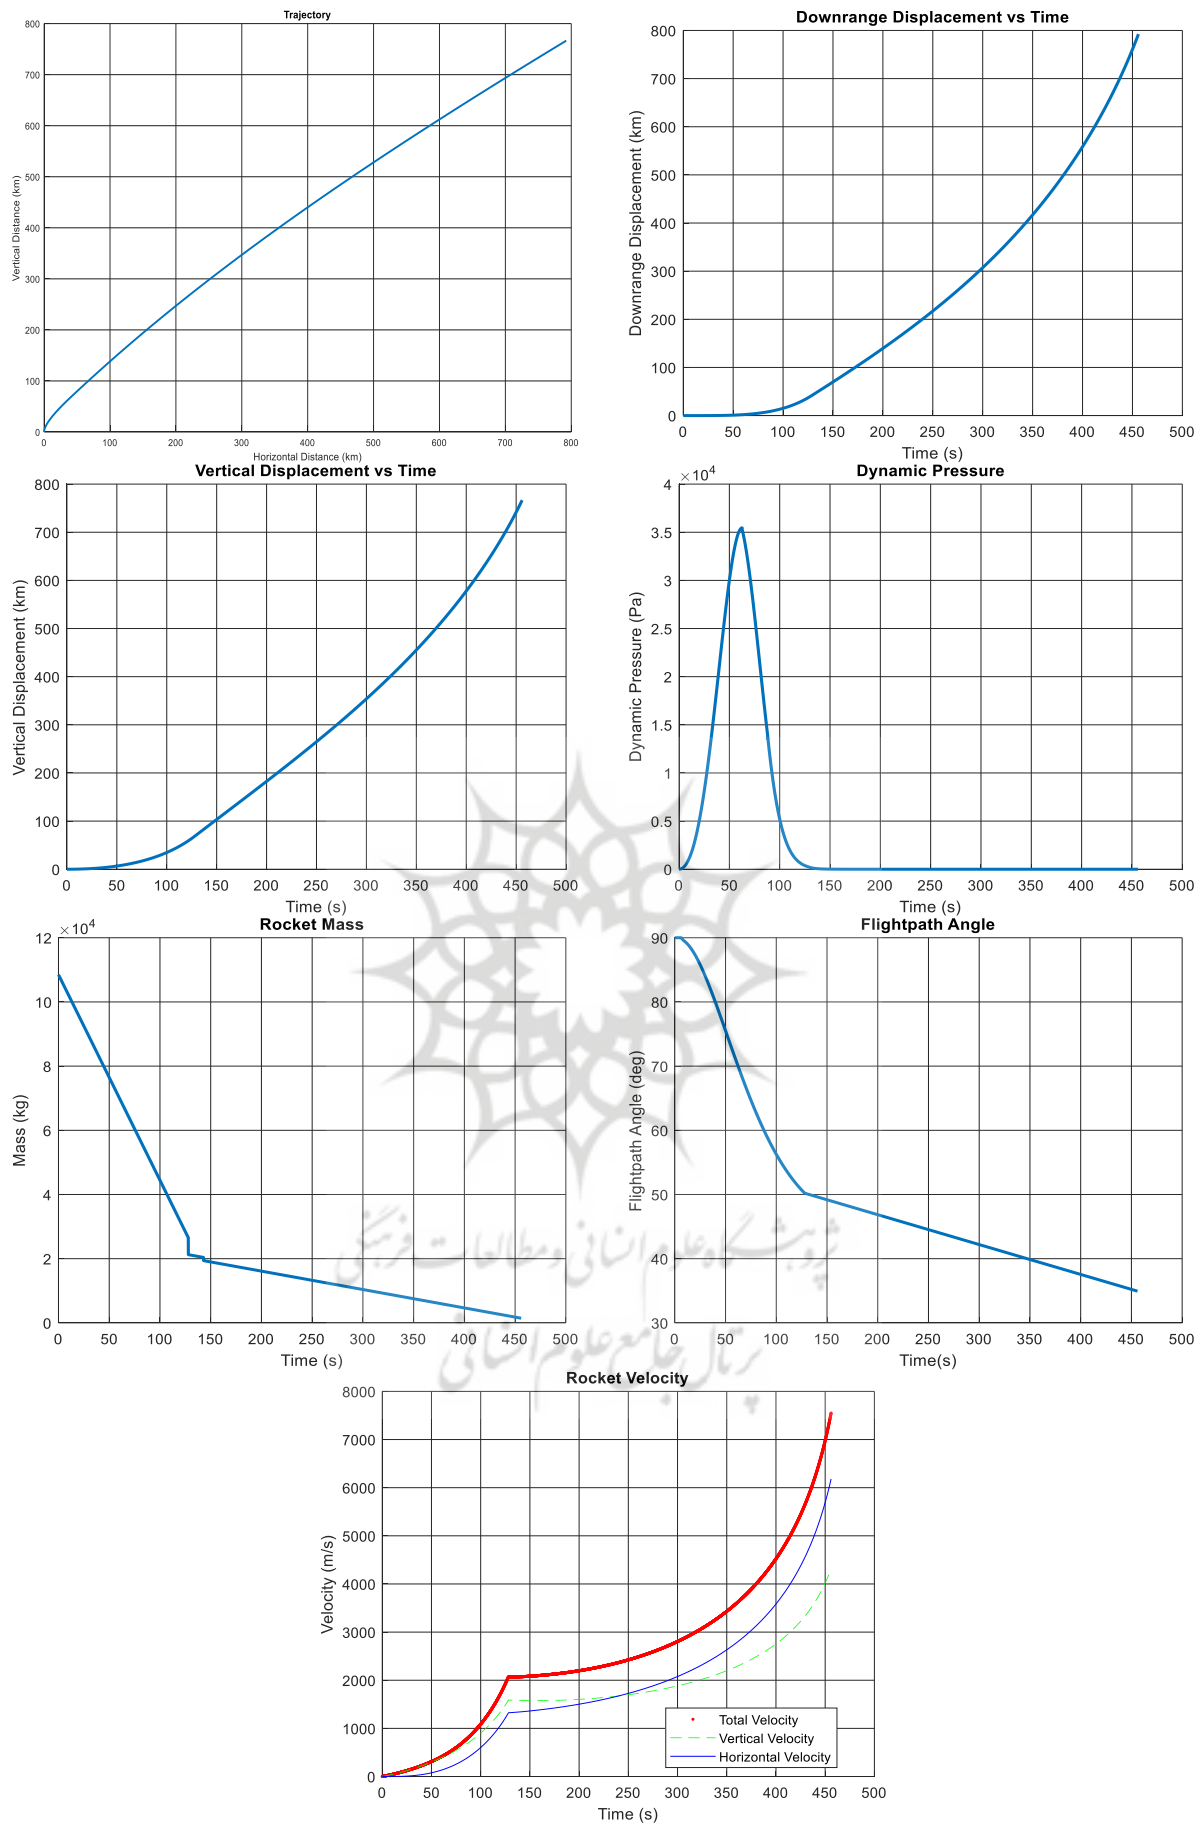 Trajectory
800
700
600
500
400
300
200
100
0
Vertical Distance (km)
0 100 200 300 400 500 600 700 800
Horizontal Distance (km)
Downrange Displacement vs Time
800
700
600
500
400
300
200
100
0
Downrange Displacement (km)
0 50 100 150 200 250 300 350 400 450 500
Time (s)
Vertical Displacement vs Time
800
700
600
500
400
300
200
100
0
Vertical Displacement (km)
0 50 100 150 200 250 300 350 400 450 500
Time (s)
Dynamic Pressure
×10⁴
4
3.5
3
2.5
2
1.5
1
0.5
0
Dynamic Pressure (Pa)
0 50 100 150 200 250 300 350 400 450 500
Time (s)
Rocket Mass
×10⁴
12
10
8
6
4
2
0
Mass (kg)
0 50 100 150 200 250 300 350 400 450 500
Time (s)
Flightpath Angle
90
80
70
60
50
40
30
Flightpath Angle (deg)
0 50 100 150 200 250 300 350 400 450 500
Time(s)
پژوهشگاه علوم انسانی و مطالعات فرهنگی
پرتال جامع علوم انسانی
Rocket Velocity
8000
7000
6000
5000
4000
3000
2000
1000
0
Velocity (m/s)
0 50 100 150 200 250 300 350 400 450 500
Time (s)
Total Velocity
Vertical Velocity
Horizontal Velocity